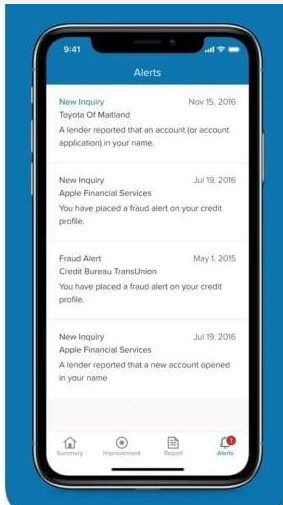 9:41
Alerts
New Inquiry Nov 15, 2016
Toyota Of Maitland
A lender reported that an account (or account
application) in your name.
New Inquiry Jul 19, 2016
Apple Financial Services
You have placed a fraud alert on your credit
profile.
Fraud Alert May 1, 2015
Credit Bureau TransUnion
You have placed a fraud alert on your credit
profile.
New Inquiry Jul 19, 2016
Apple Financial Services
A lender reported that a new account opened
in your name
1
Summary Improvement Report Alerts